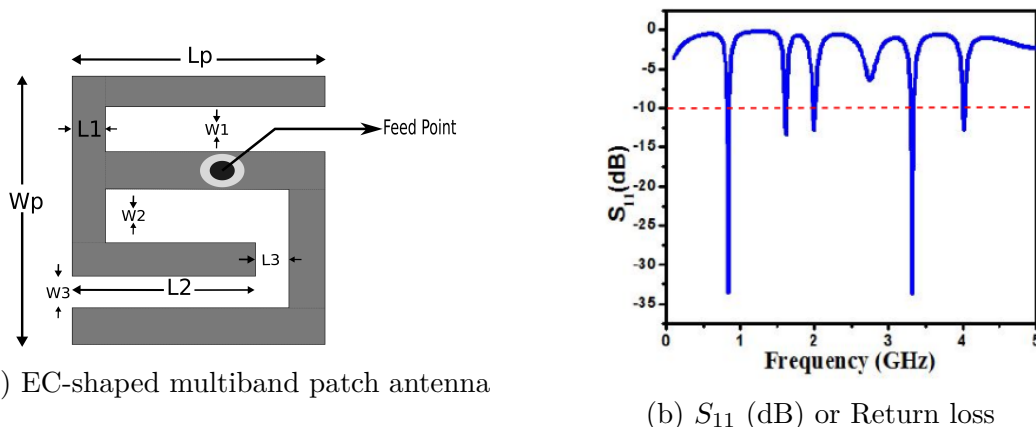 Lp
L1
W1
Feed Point
Wp
W2
L3
W3
L2
) EC-shaped multiband patch antenna
0
-5
-10
-15
-20
-25
-30
-35
S11(dB)
0 1 2 3 4 5
Frequency (GHz)
(b) S11 (dB) or Return loss